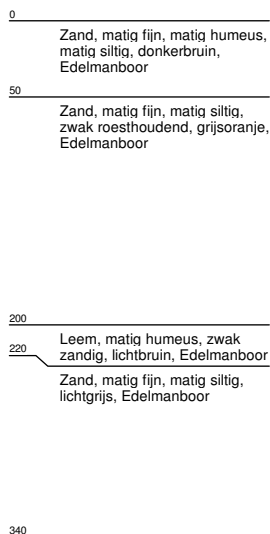 0
Zand, matig fijn, matig humeus,
matig siltig, donkerbruin,
Edelmanboor
50
Zand, matig fijn, matig siltig,
zwak roesthoudend, grijsoranje,
Edelmanboor
200
Leem, matig humeus, zwak
zandig, lichtbruin, Edelmanboor
220
Zand, matig fijn, matig siltig,
lichtgrijs, Edelmanboor
340